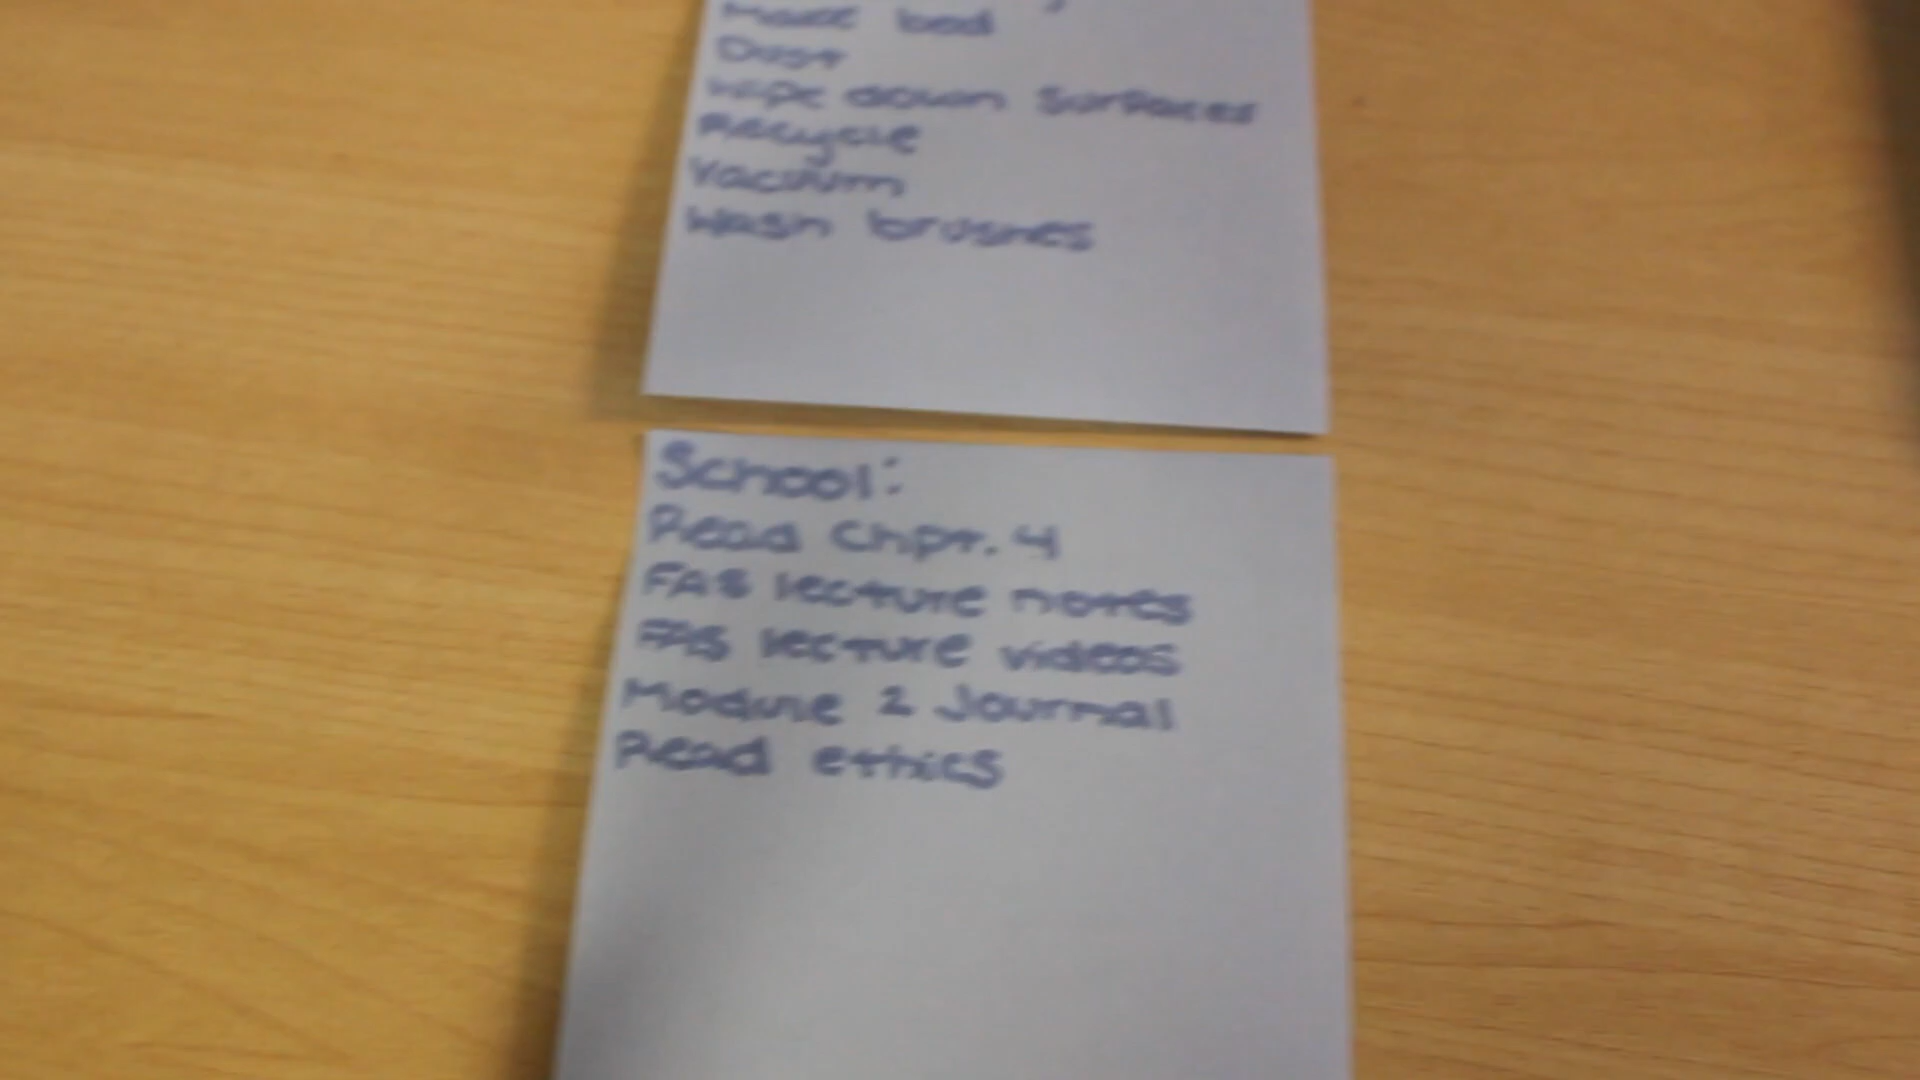 Make bed
Dust
Wipe down surfaces
Recycle
Vacuum
Wash brushes
School:
Read Chpt. 4
FAS lecture notes
FAS lecture videos
Module 2 Journal
Read ethics